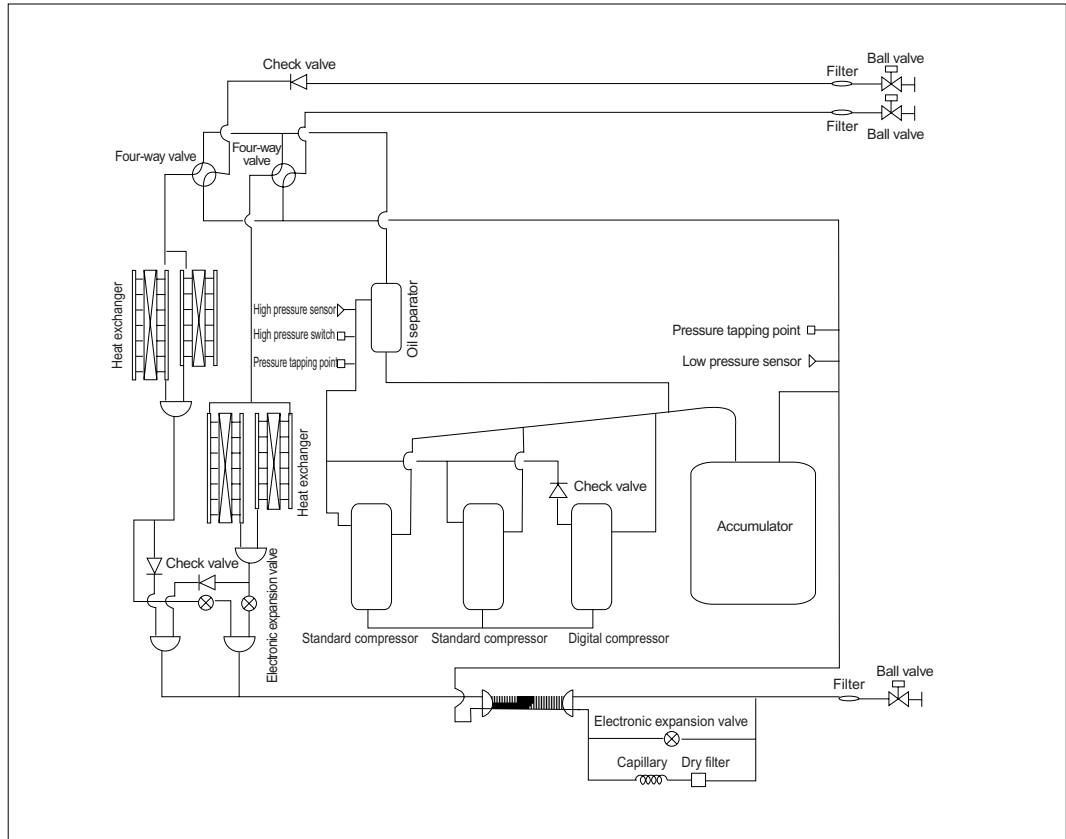 Check valve
Ball valve
Filter
Filter
Ball valve
Four-way valve
Four-way
valve
Heat exchanger
High pressure sensor
High pressure switch
Pressure tapping point
Oil separator
Pressure tapping point
Low pressure sensor
Heat exchanger
Check valve
Accumulator
Check valve
Electronic expansion valve
Standard compressor
Standard compressor
Digital compressor
Ball valve
Filter
Electronic expansion valve
Capillary
Dry filter